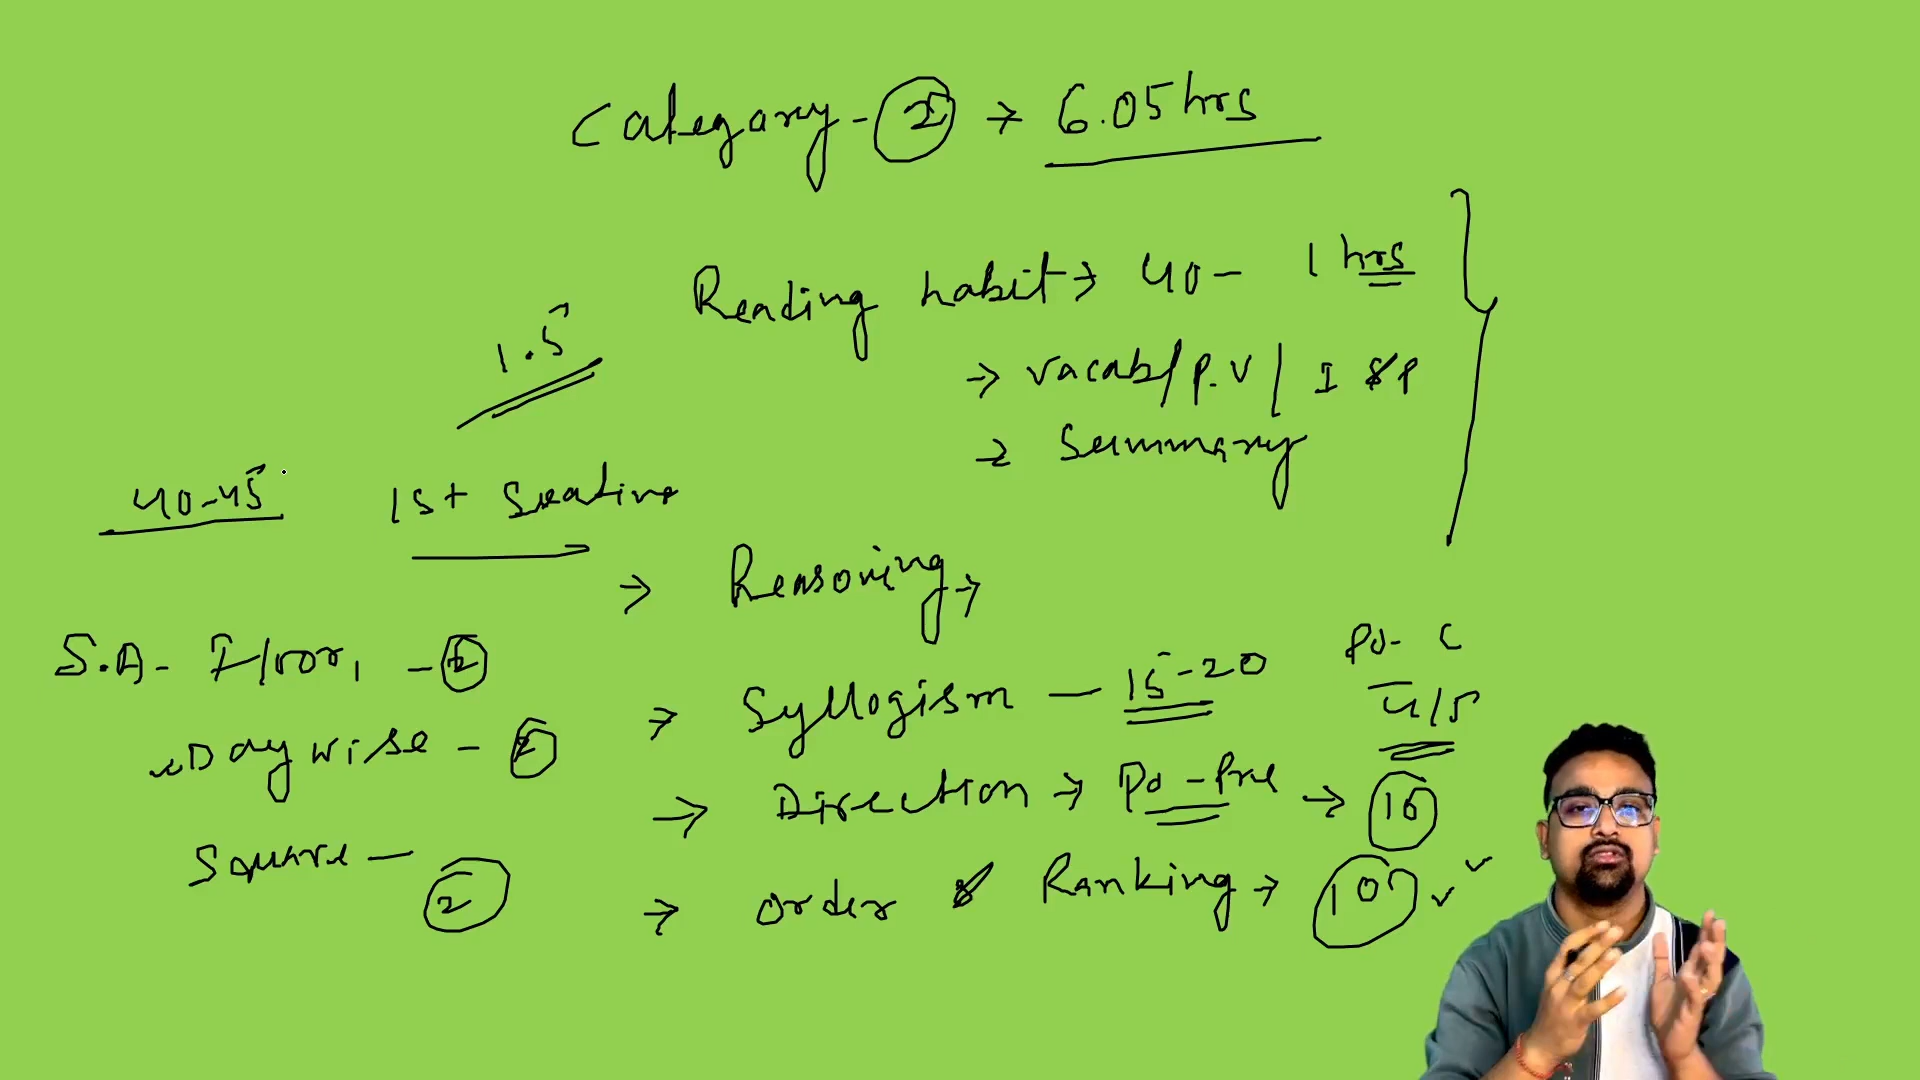 Category - 2 → 6.05 hrs
Reading habit → 40 - 1 hrs
→ vacab / P.V / I & P
→ Summary
1.5
40-45
1st Seating
→ Reasoning →
S.A - Floor, - 2
Day wise - 2
Square - 2
→ Syllogism - 15-20
→ Direction → Po - Pre → 10
→ order & Ranking → 10
Po- C
4/5